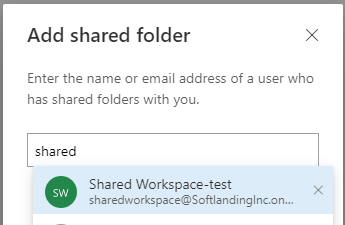 Add shared folder
Enter the name or email address of a user who
has shared folders with you.
shared
SW
Shared Workspace-test
sharedworkspace@SoftlandingInc.on...